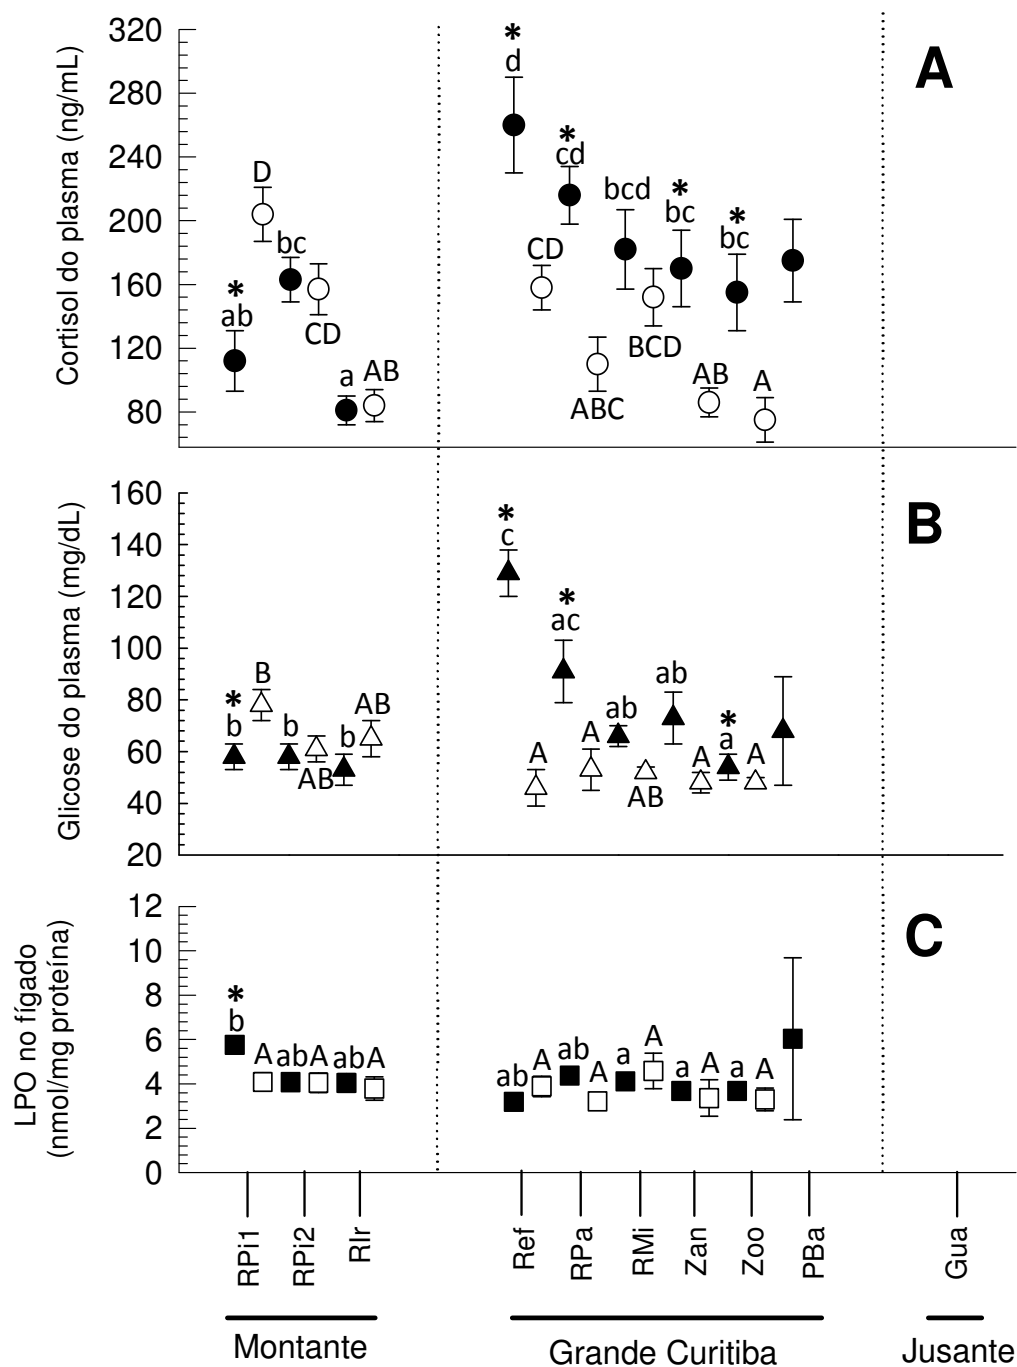 A
Cortisol do plasma (ng/mL)
320
280
240
200
160
120
80
*
ab
D
bc
CD
a
AB
*
d
CD
*
cd
ABC
bcd
BCD
*
bc
AB
*
bc
A
B
Glicose do plasma (mg/dL)
160
140
120
100
80
60
40
20
*
b
B
b
AB
b
AB
*
c
A
*
ac
A
ab
AB
ab
A
*
a
A
C
LPO no fígado
(nmol/mg proteína)
12
10
8
6
4
2
0
*
b
A
ab
A
ab
A
ab
A
ab
A
a
A
a
A
a
A
RPi1
RPi2
RIr
Ref
RPa
RMi
Zan
Zoo
PBa
Gua
Montante
Grande Curitiba
Jusante